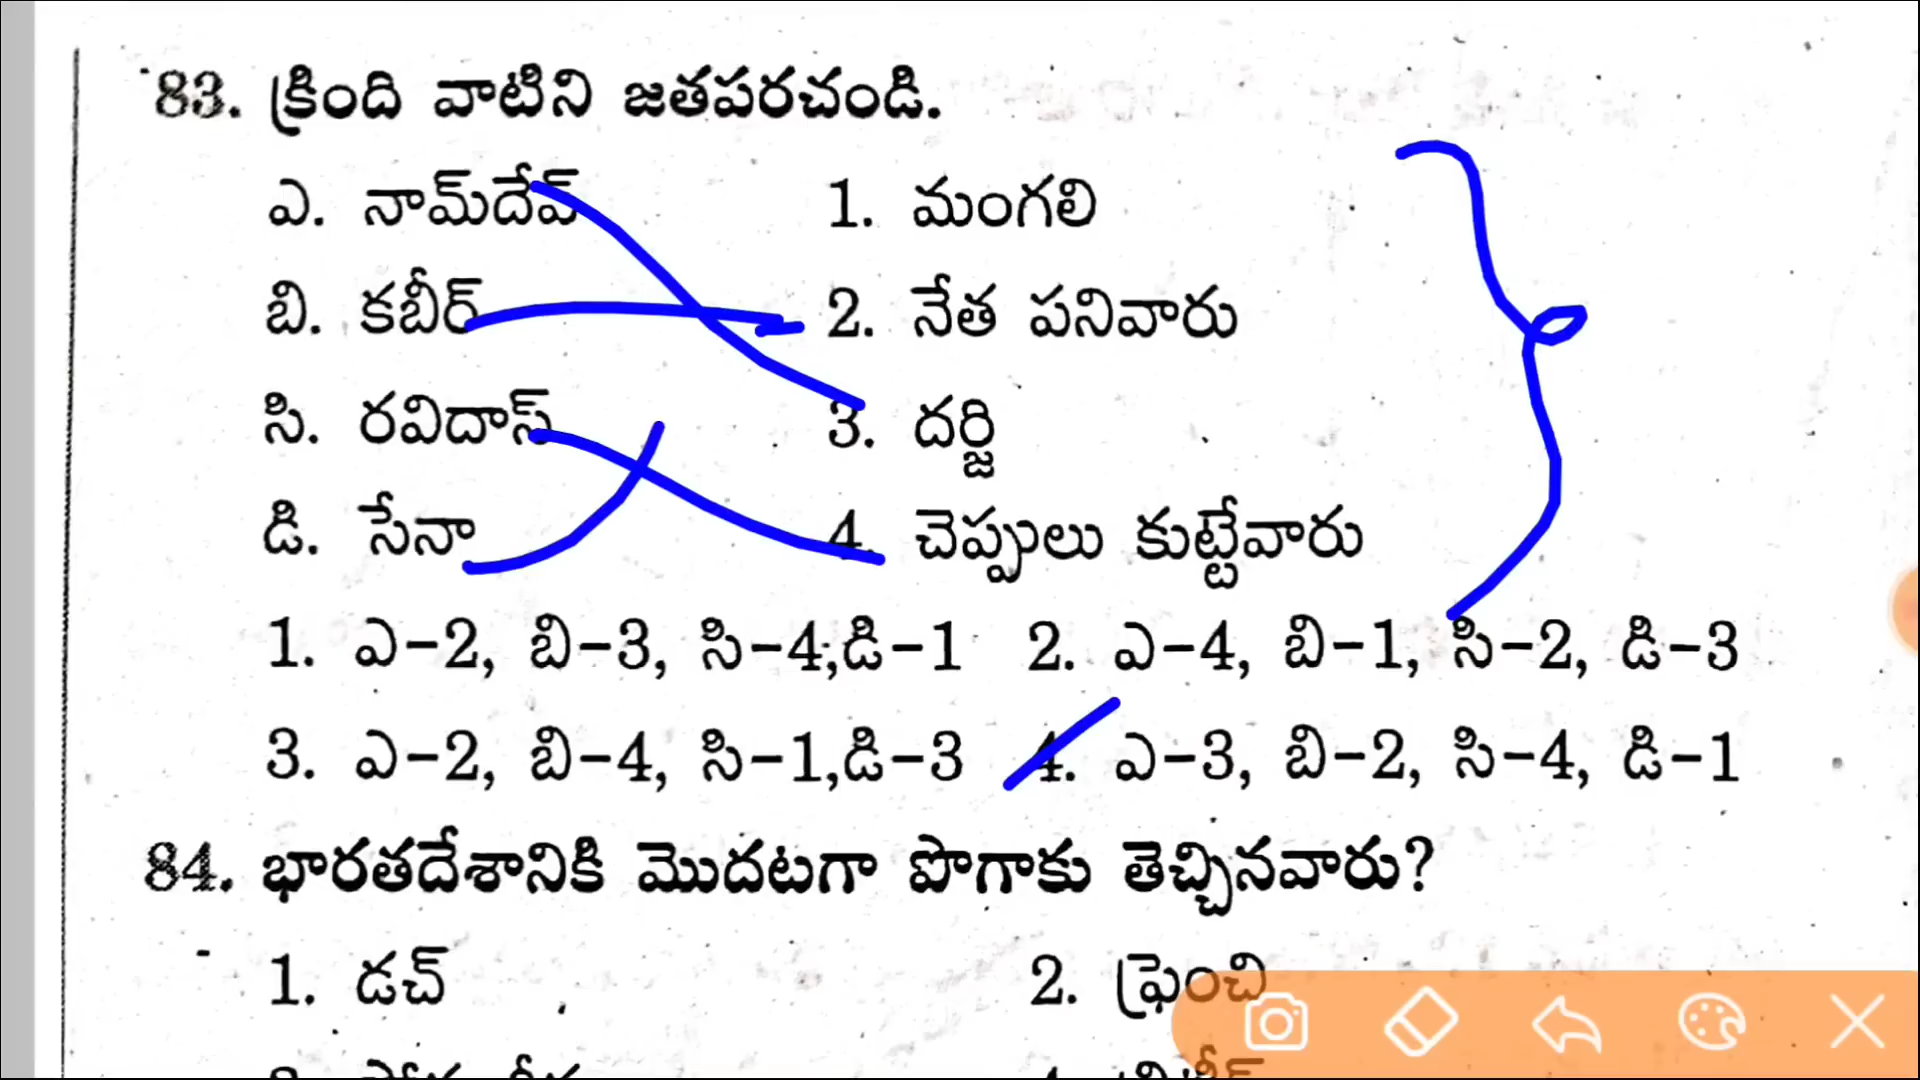 83. క్రింది వాటిని జతపరచండి.
ఎ. నామ్‌దేవ్ 1. మంగలి
బి. కబీర్ 2. నేత పనివారు
సి. రవిదాస్ 3. దర్జి
డి. సేనా 4. చెప్పులు కుట్టేవారు
1. ఎ-2, బి-3, సి-4,డి-1 2. ఎ-4, బి-1, సి-2, డి-3
3. ఎ-2, బి-4, సి-1,డి-3 4. ఎ-3, బి-2, సి-4, డి-1
84. భారతదేశానికి మొదటగా పొగాకు తెచ్చినవారు?
1. డచ్ 2. ఫ్రెంచి